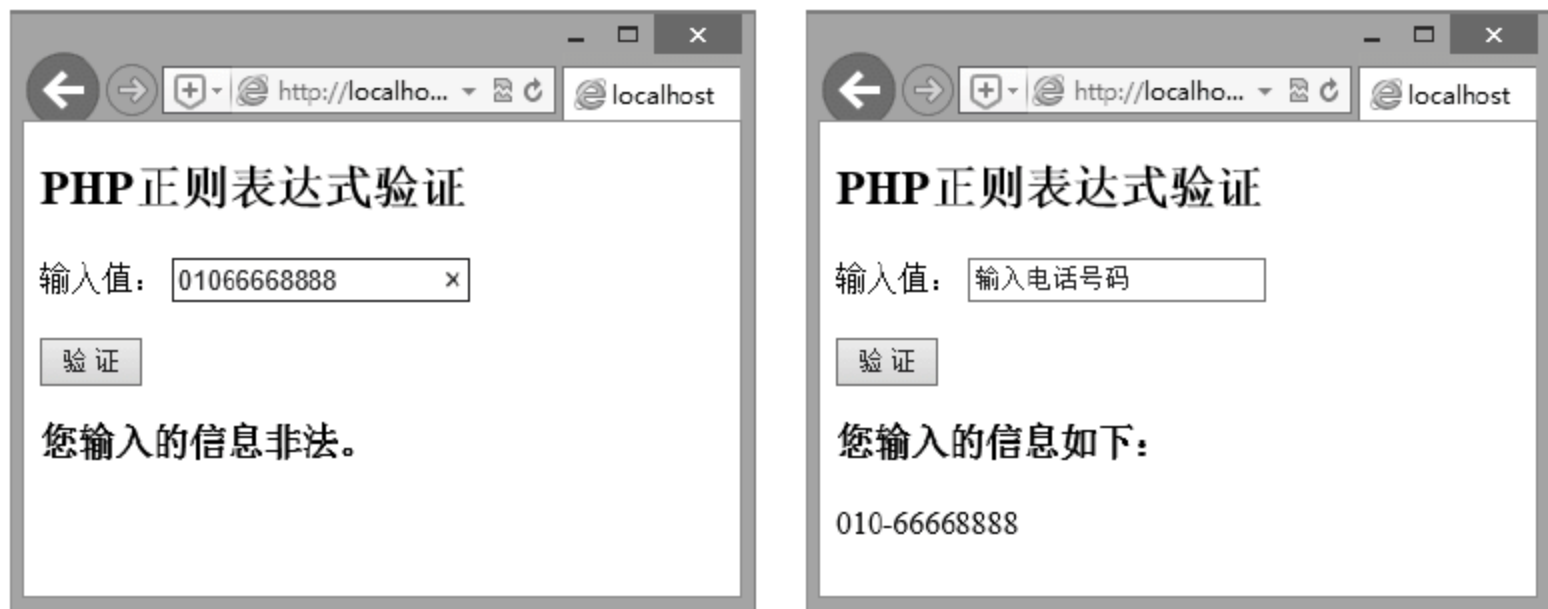 http://localho...
localhost
PHP正则表达式验证
输入值： 01066668888
验 证
您输入的信息非法。
http://localho...
localhost
PHP正则表达式验证
输入值： 输入电话号码
验 证
您输入的信息如下：
010-66668888